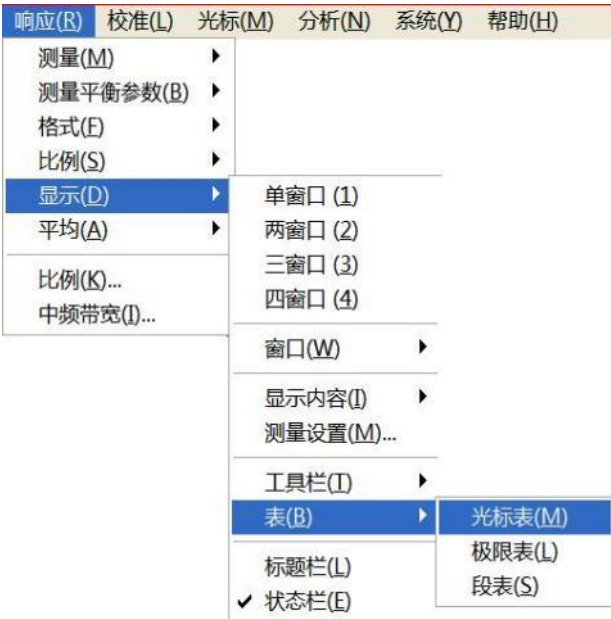 响应(R) 校准(L) 光标(M) 分析(N) 系统(Y) 帮助(H)
测量(M)
测量平衡参数(B)
格式(F)
比例(S)
显示(D)
平均(A)
比例(K)...
中频带宽(I)...
单窗口 (1)
两窗口 (2)
三窗口 (3)
四窗口 (4)
窗口(W)
显示内容(I)
测量设置(M)...
工具栏(T)
表(B)
标题栏(L)
✓ 状态栏(E)
光标表(M)
极限表(L)
段表(S)